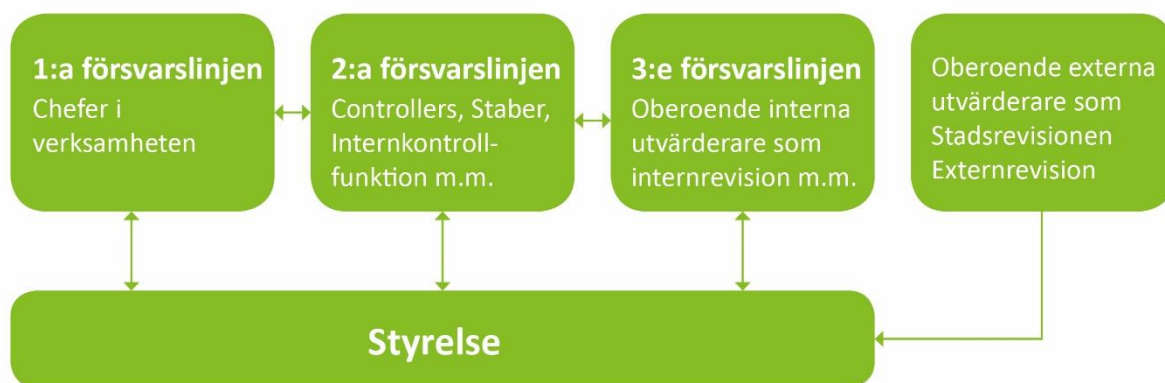 1:a försvarslinjen
Chefer i
verksamheten
2:a försvarslinjen
Controllers, Staber,
Internkontroll-
funktion m.m.
3:e försvarslinjen
Oberoende interna
utvärderare som
internrevision m.m.
Oberoende externa
utvärderare som
Stadsrevisionen
Externrevision
Styrelse